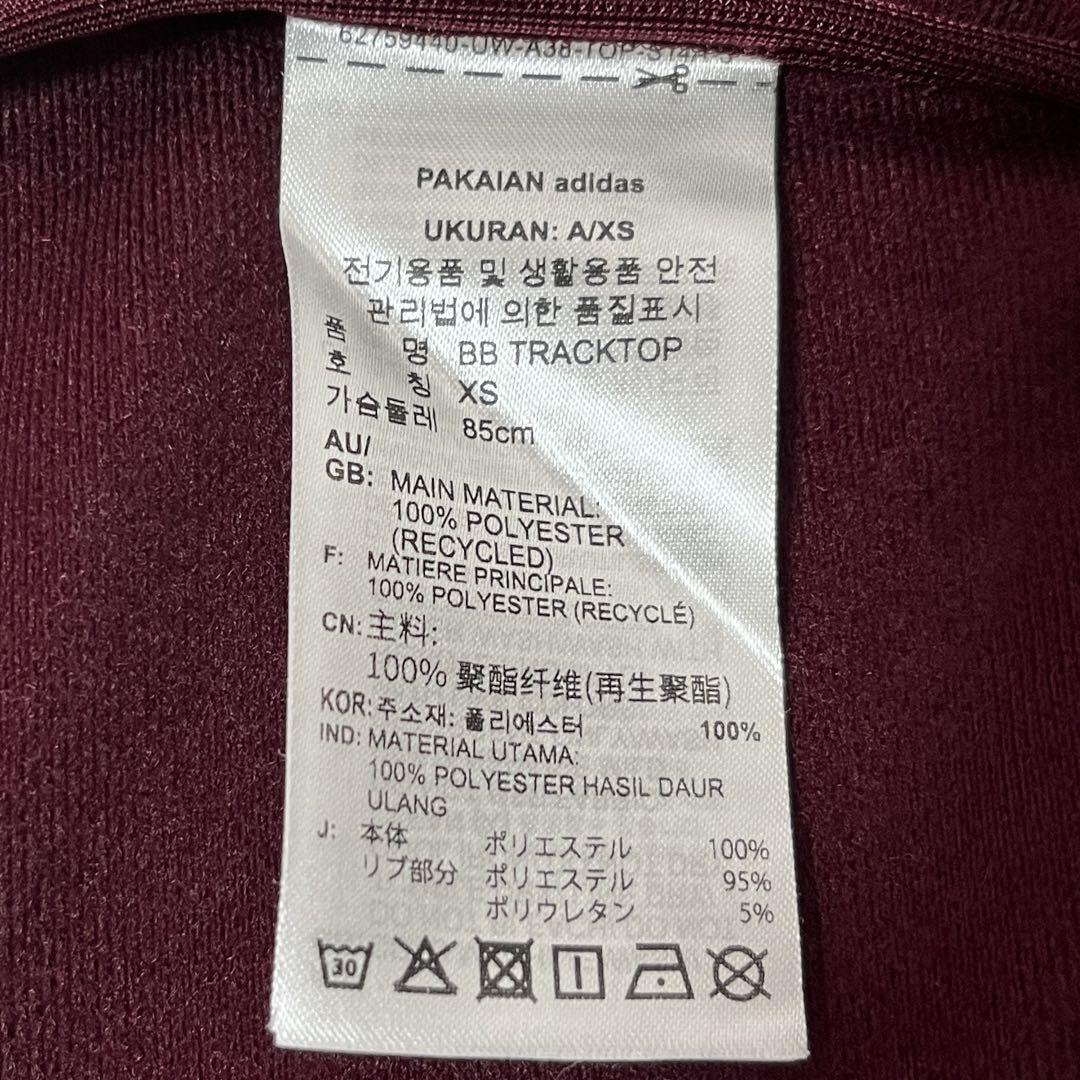 62759440-UW-A38-TOP
PAKAIAN adidas
UKURAN: A/XS
전기용품 및 생활용품 안전
관리법에 의한 품질표시
품 명 BB TRACKTOP
호 칭 XS
가슴둘레 85cm
AU/
GB: MAIN MATERIAL:
100% POLYESTER
(RECYCLED)
F: MATIERE PRINCIPALE:
100% POLYESTER (RECYCLÉ)
CN: 主料:
100% 聚酯纤维(再生聚酯)
KOR: 주소재: 폴리에스터 100%
IND: MATERIAL UTAMA:
100% POLYESTER HASIL DAUR
ULANG
J: 本体 ポリエステル 100%
リブ部分 ポリエステル 95%
ポリウレタン 5%
30